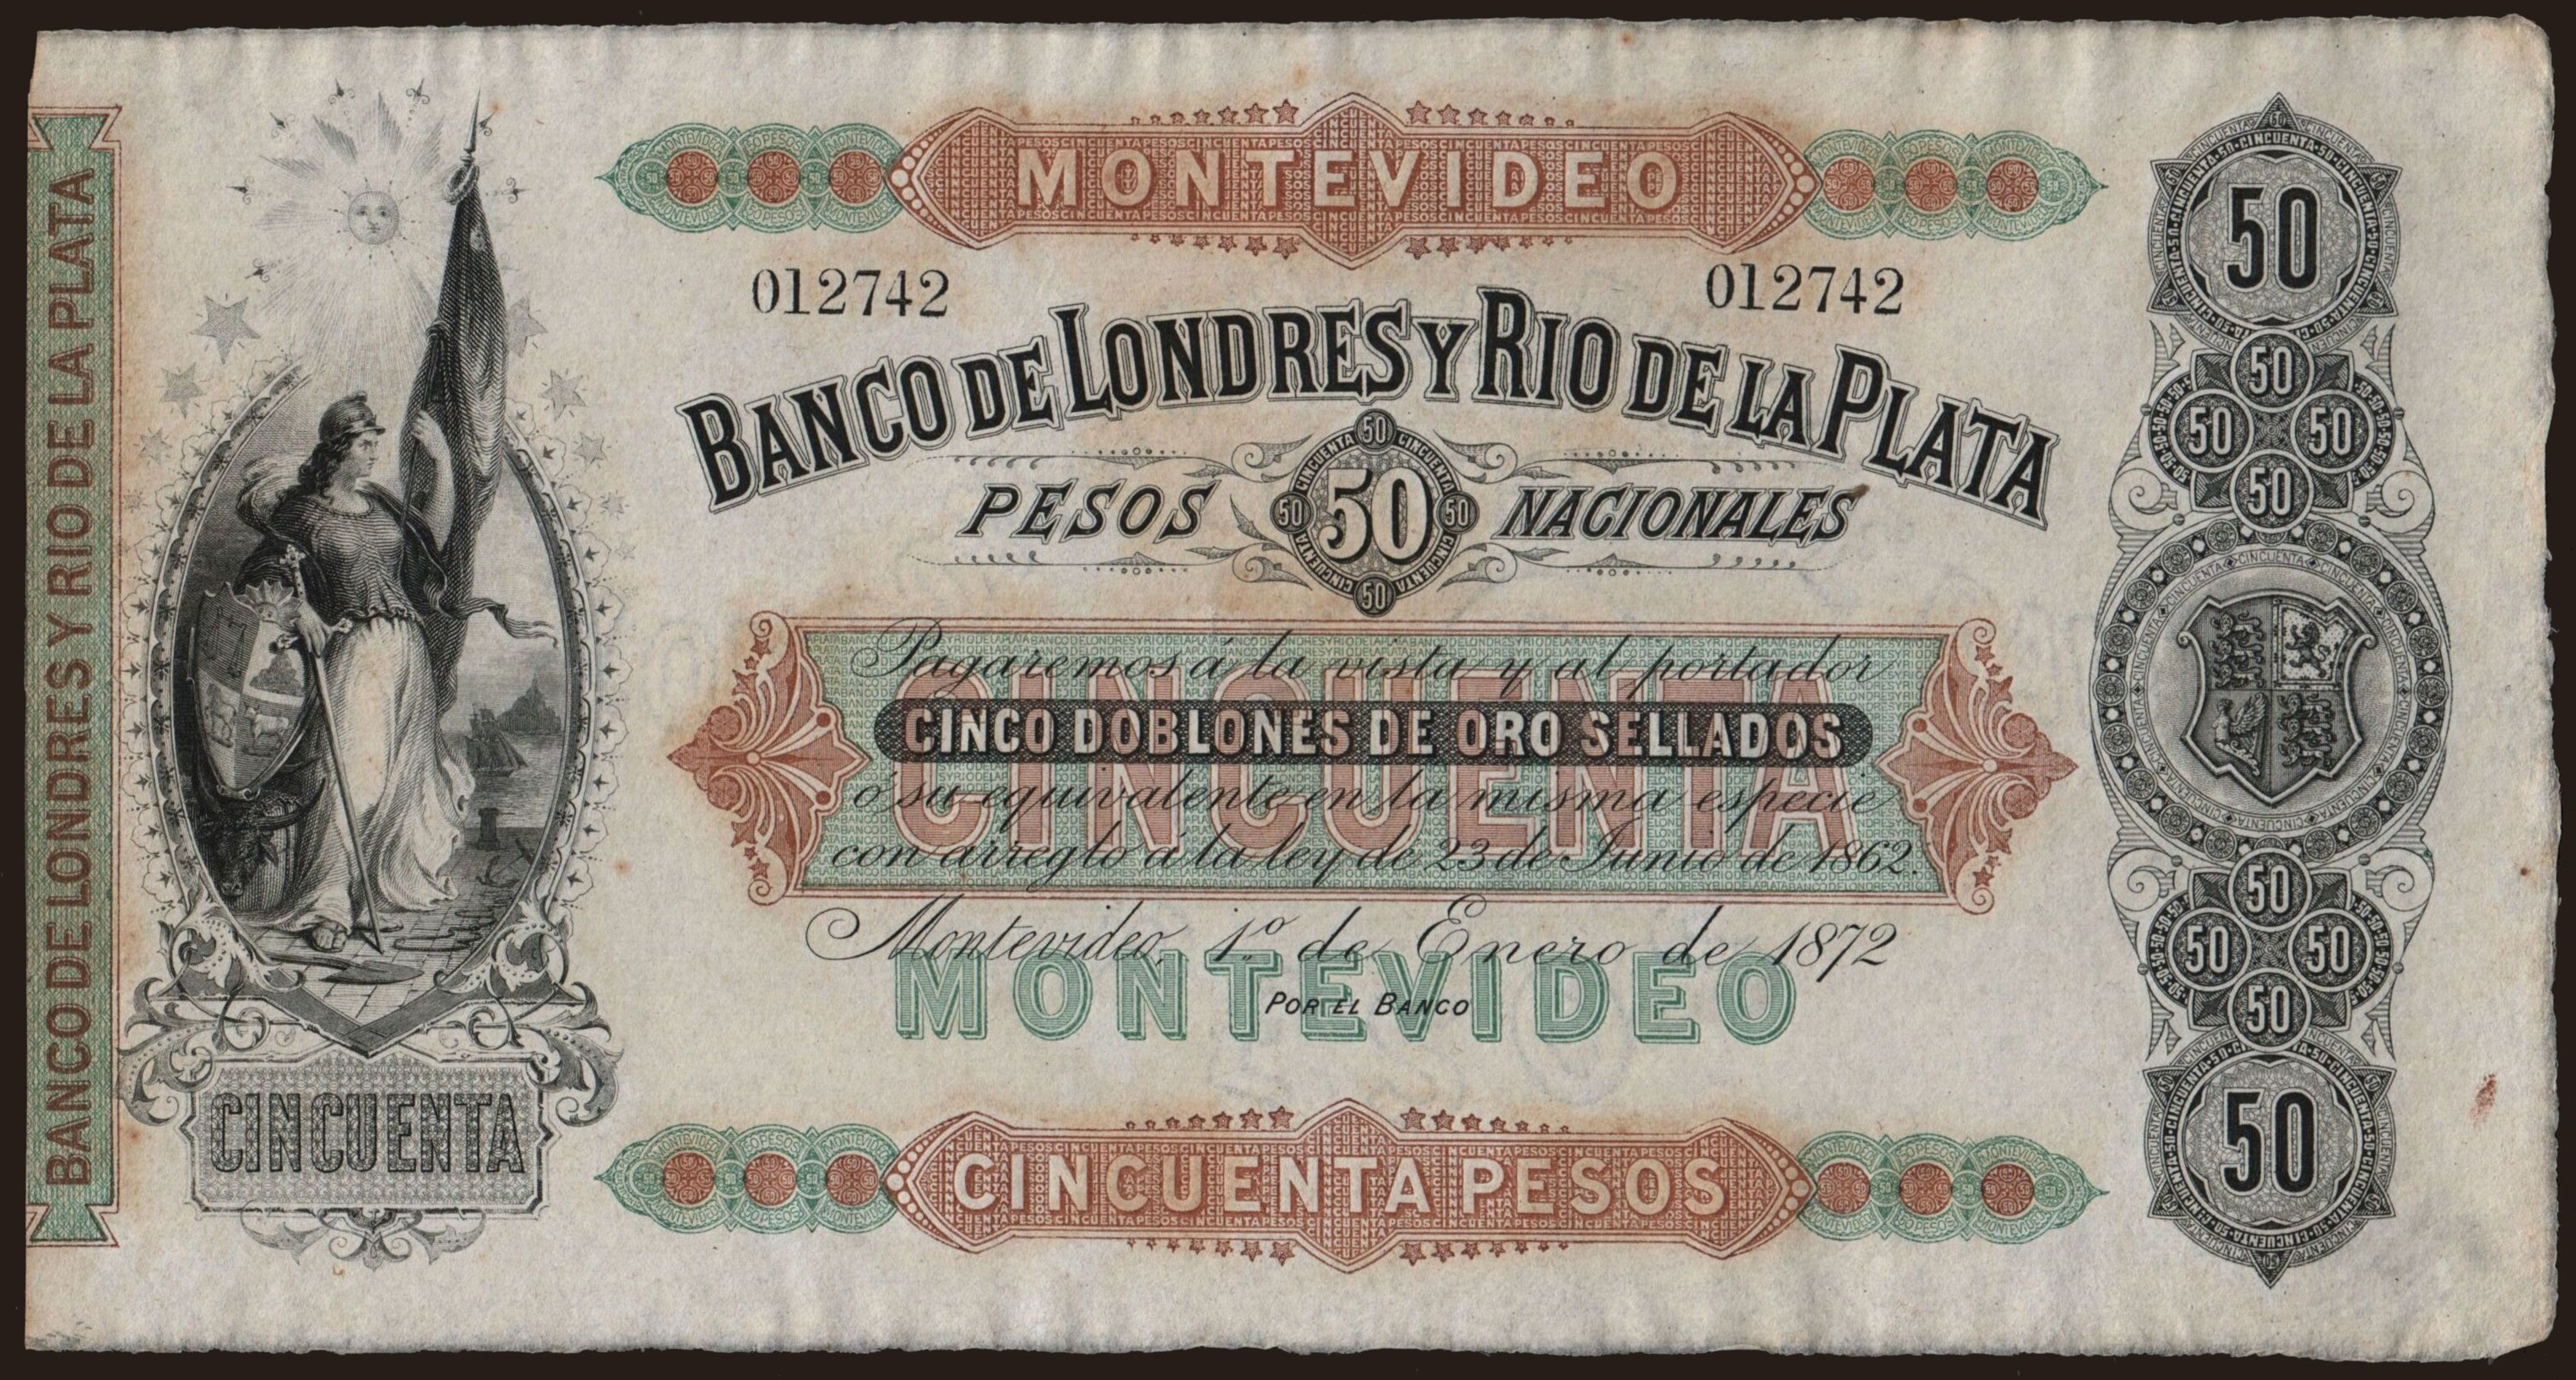 BANCO DE LONDRES Y RIO DE LA PLATA
MONTEVIDEO
012742
012742
BANCO DE LONDRES Y RIO DE LA PLATA
PESOS 50 NACIONALES
Pagaremos á la vista y al portador
CINCO DOBLONES DE ORO SELLADOS
CINCUENTA
ó su equivalente en la misma especie
con arreglo á la ley de 23 de Junio de 1862.
Montevideo, 1º de Enero de 1872
MONTEVIDEO
POR EL BANCO
CINCUENTA
CINCUENTA PESOS
50
50
50 50
50
CINCUENTA
50
50 50
50
50